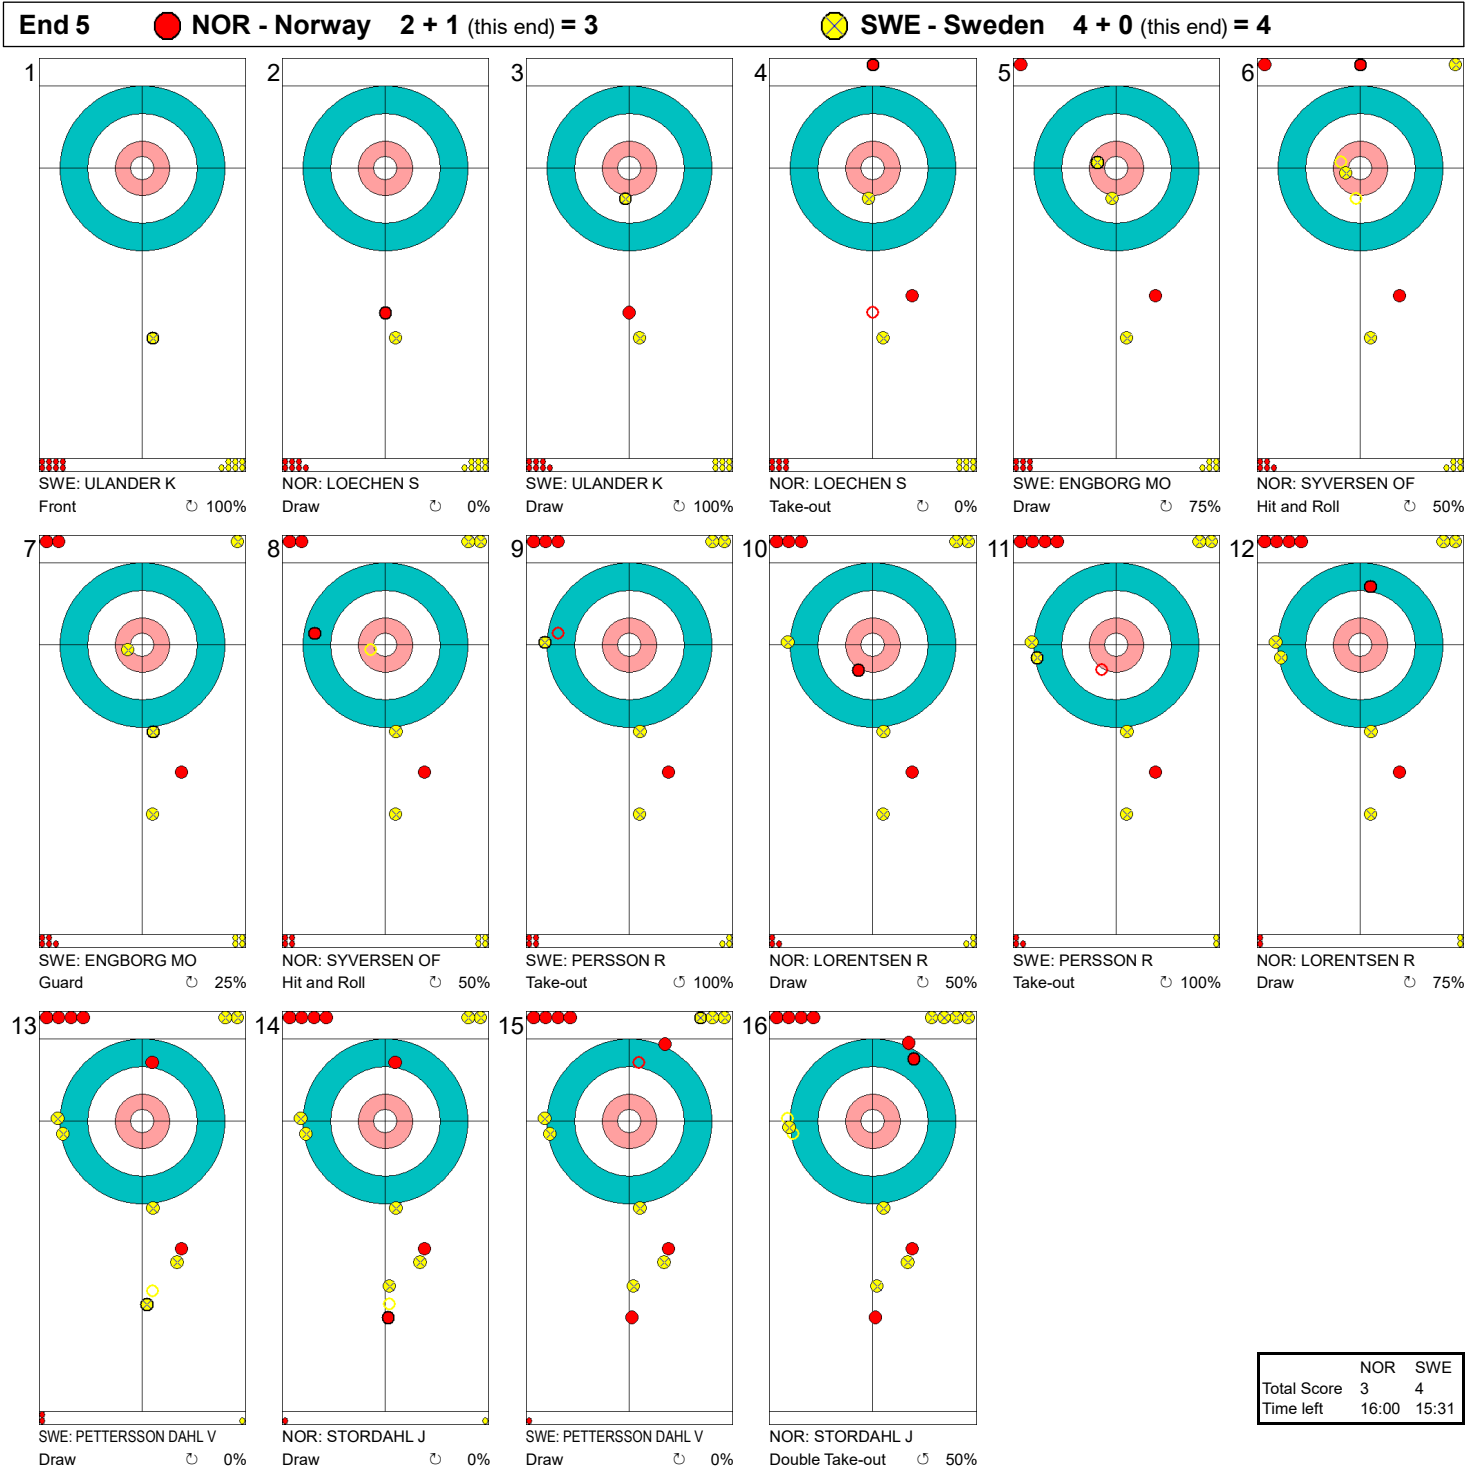 End 5 NOR - Norway 2 + 1 (this end) = 3 SWE - Sweden 4 + 0 (this end) = 4
1 2 3 4 5 6
SWE: ULANDER K NOR: LOECHEN S SWE: ULANDER K NOR: LOECHEN S SWE: ENGBORG MO NOR: SYVERSEN OF
Front ↻ 100% Draw ↻ 0% Draw ↻ 100% Take-out ↻ 0% Draw ↻ 75% Hit and Roll ↻ 50%
7 8 9 10 11 12
SWE: ENGBORG MO NOR: SYVERSEN OF SWE: PERSSON R NOR: LORENTSEN R SWE: PERSSON R NOR: LORENTSEN R
Guard ↻ 25% Hit and Roll ↻ 50% Take-out ↺ 100% Draw ↻ 50% Take-out ↻ 100% Draw ↻ 75%
13 14 15 16
SWE: PETTERSSON DAHL V NOR: STORDAHL J SWE: PETTERSSON DAHL V NOR: STORDAHL J
Draw ↻ 0% Draw ↻ 0% Draw ↻ 0% Double Take-out ↺ 50%
NOR SWE
Total Score 3 4
Time left 16:00 15:31